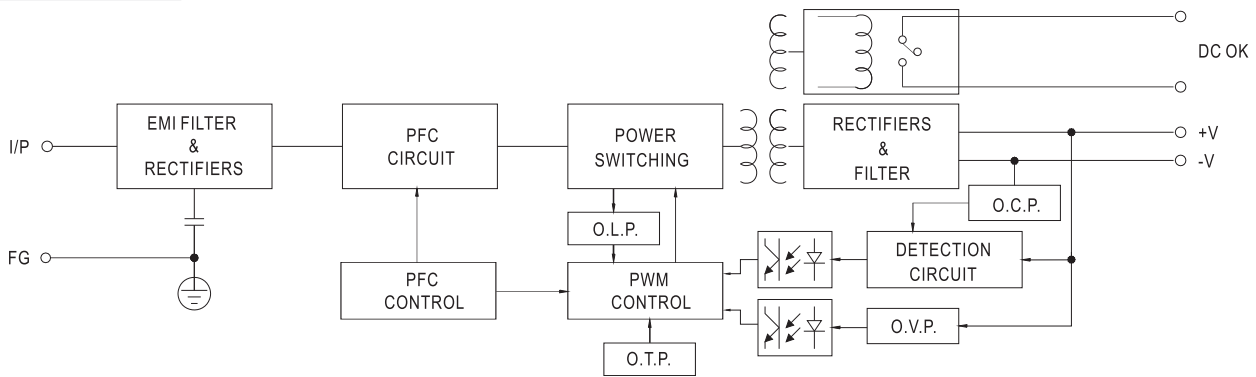 DC OK
I/P
EMI FILTER
&
RECTIFIERS
PFC
CIRCUIT
POWER
SWITCHING
RECTIFIERS
&
FILTER
+V
-V
O.C.P.
O.L.P.
DETECTION
CIRCUIT
FG
PFC
CONTROL
PWM
CONTROL
O.V.P.
O.T.P.